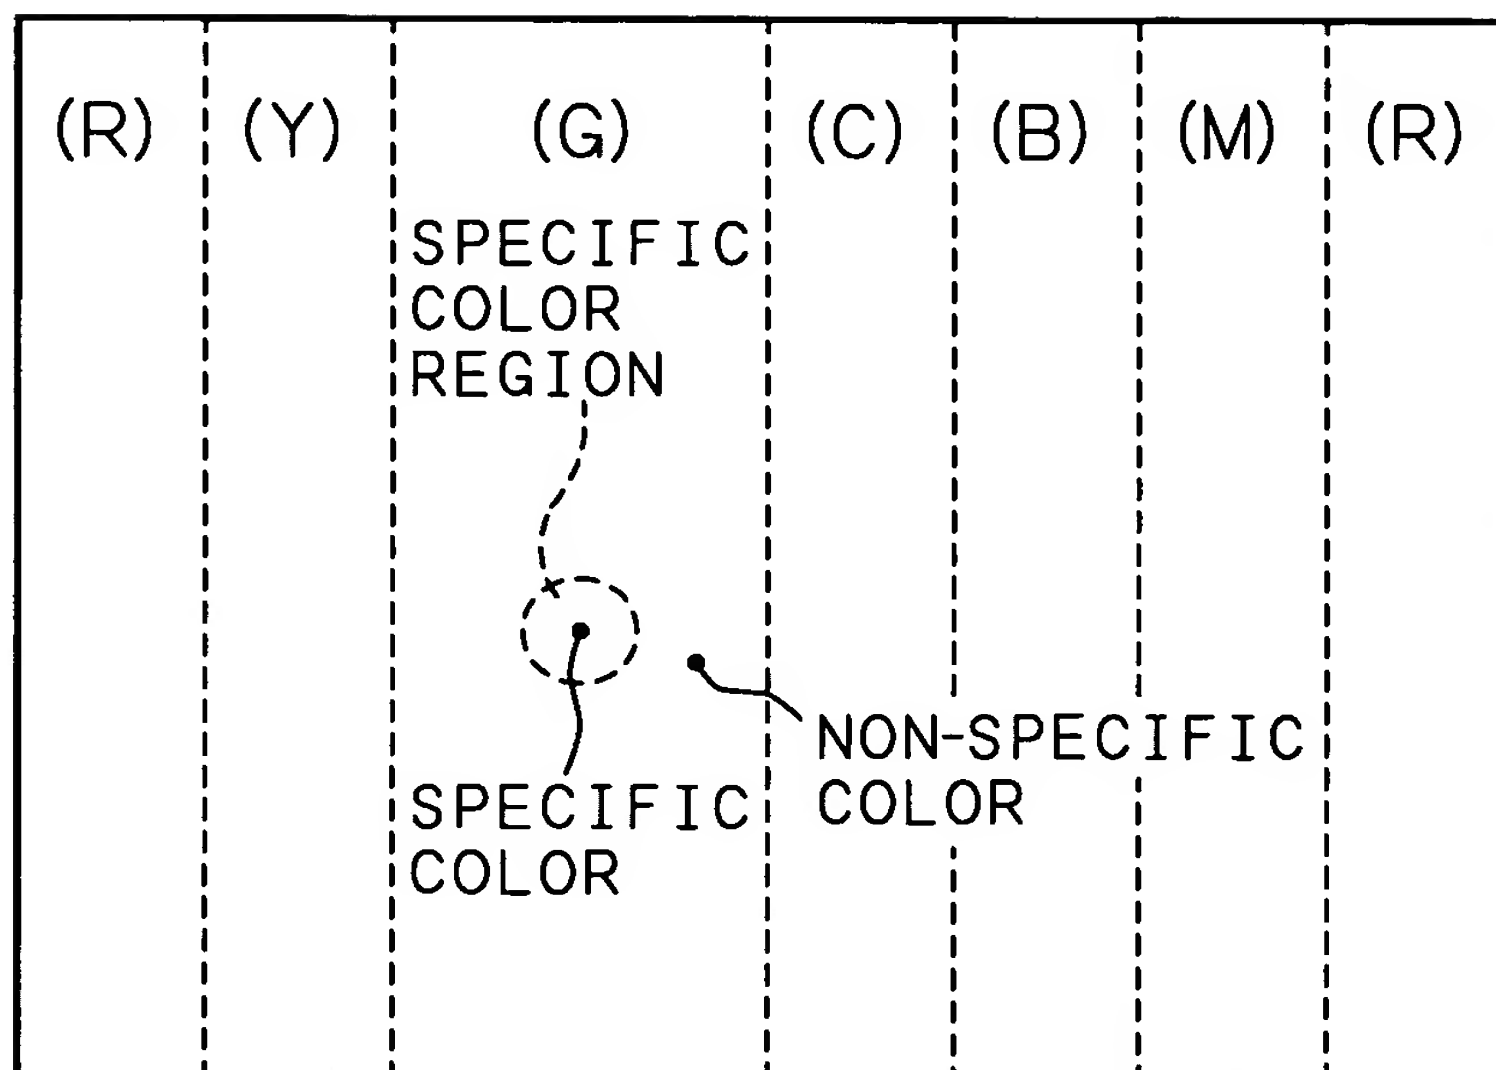 (R) (Y) (G) (C) (B) (M) (R)
SPECIFIC
COLOR
REGION
NON-SPECIFIC
COLOR
SPECIFIC
COLOR